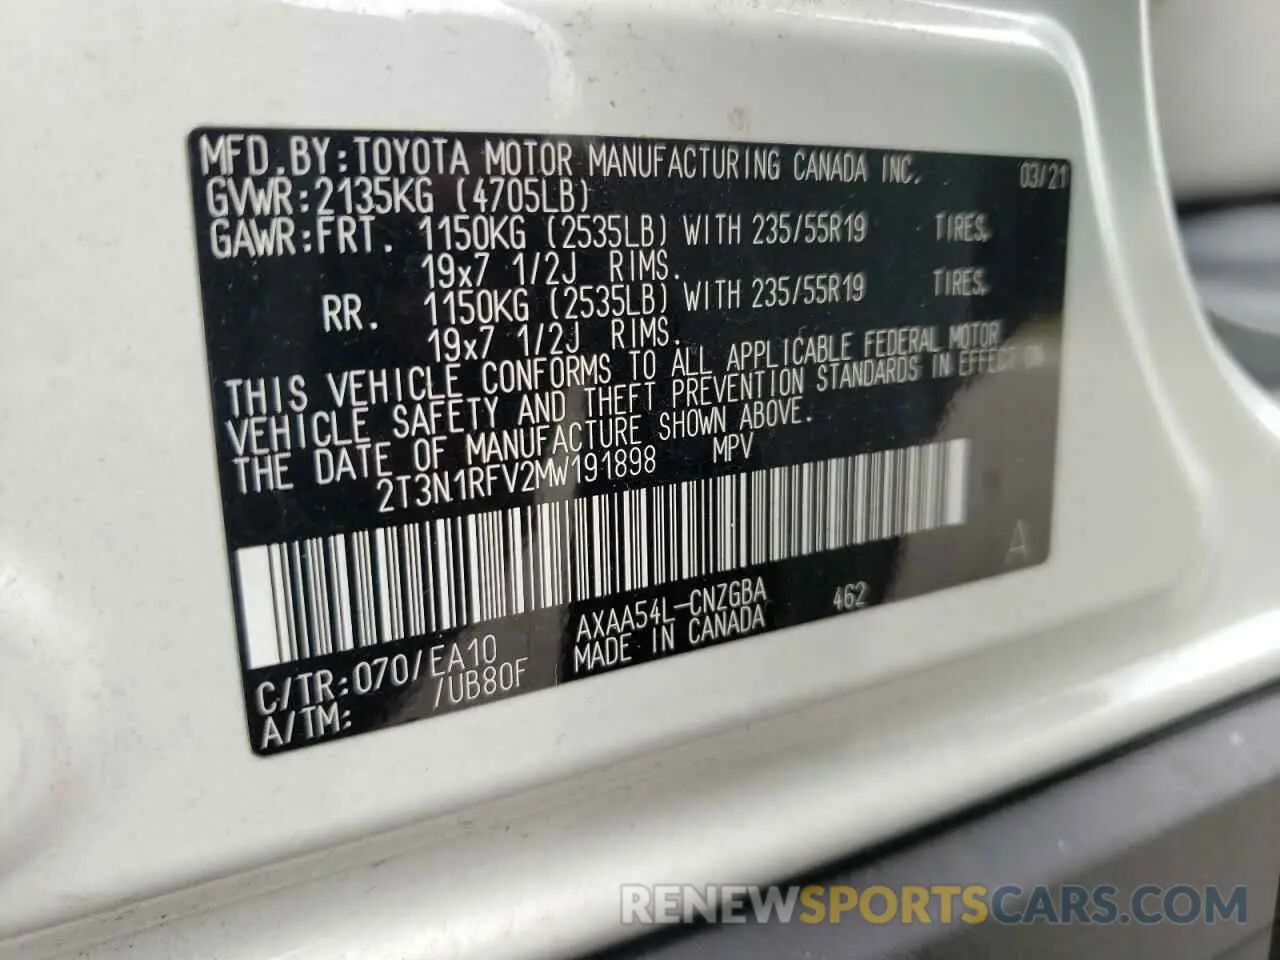 MFD.BY:TOYOTA MOTOR MANUFACTURING CANADA INC. 03/21
GVWR:2135KG (4705LB)
GAWR:FRT. 1150KG (2535LB) WITH 235/55R19 TIRES,
19x7 1/2J RIMS.
RR. 1150KG (2535LB) WITH 235/55R19 TIRES,
19x7 1/2J RIMS.
THIS VEHICLE CONFORMS TO ALL APPLICABLE FEDERAL MOTOR
VEHICLE SAFETY AND THEFT PREVENTION STANDARDS IN EFFECT ON
THE DATE OF MANUFACTURE SHOWN ABOVE.
2T3N1RFV2MW191898 MPV
A
AXAA54L-CNZGBA 462
C/TR:070/EA10 MADE IN CANADA
A/TM: /UB80F
RENEWSPORTSCARS.COM